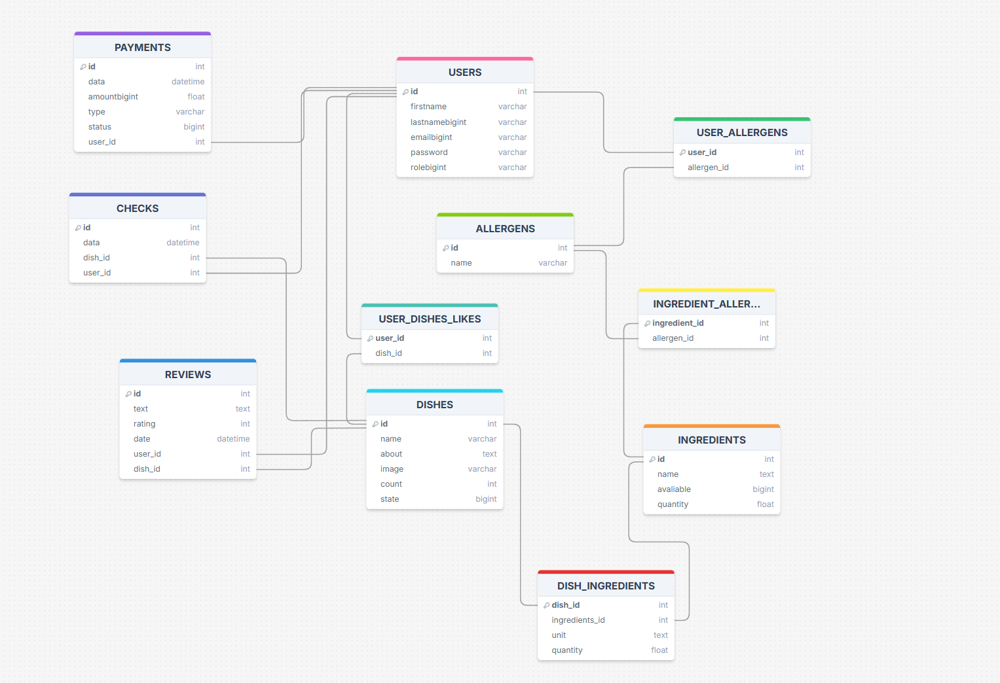 PAYMENTS
id int
data datetime
amountbigint float
type varchar
status bigint
user_id int
USERS
id int
firstname varchar
lastnamebigint varchar
emailbigint varchar
password varchar
rolebigint varchar
USER_ALLERGENS
user_id int
allergen_id int
CHECKS
id int
data datetime
dish_id int
user_id int
ALLERGENS
id int
name varchar
INGREDIENT_ALLER...
ingredient_id int
allergen_id int
USER_DISHES_LIKES
user_id int
dish_id int
REVIEWS
id int
text text
rating int
date datetime
user_id int
dish_id int
DISHES
id int
name varchar
about text
image varchar
count int
state bigint
INGREDIENTS
id int
name text
avaliable bigint
quantity float
DISH_INGREDIENTS
dish_id int
ingredients_id int
unit text
quantity float